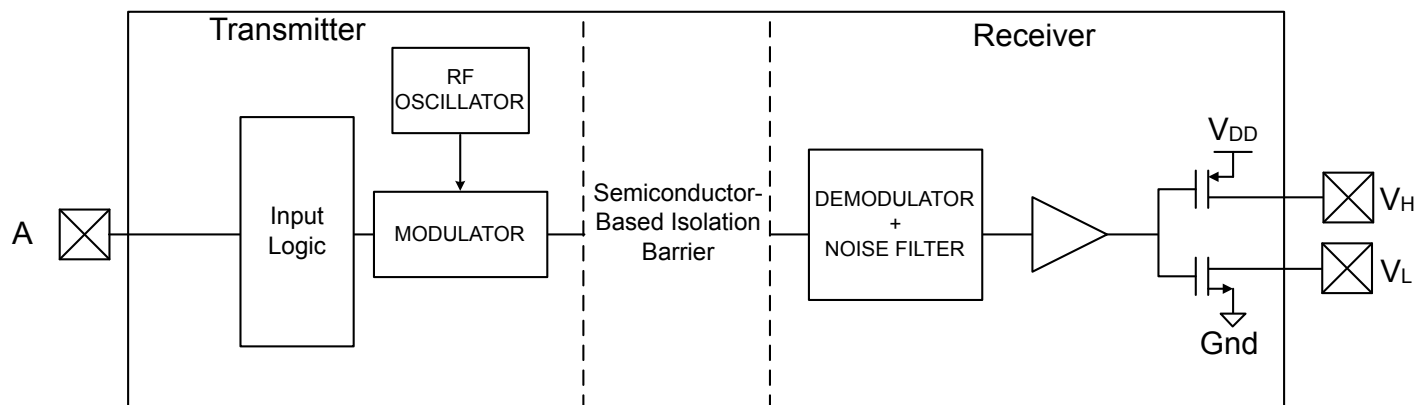 Transmitter
Receiver
RF
OSCILLATOR
A
Input
Logic
MODULATOR
Semiconductor-
Based Isolation
Barrier
DEMODULATOR
+
NOISE FILTER
VDD
VH
VL
Gnd